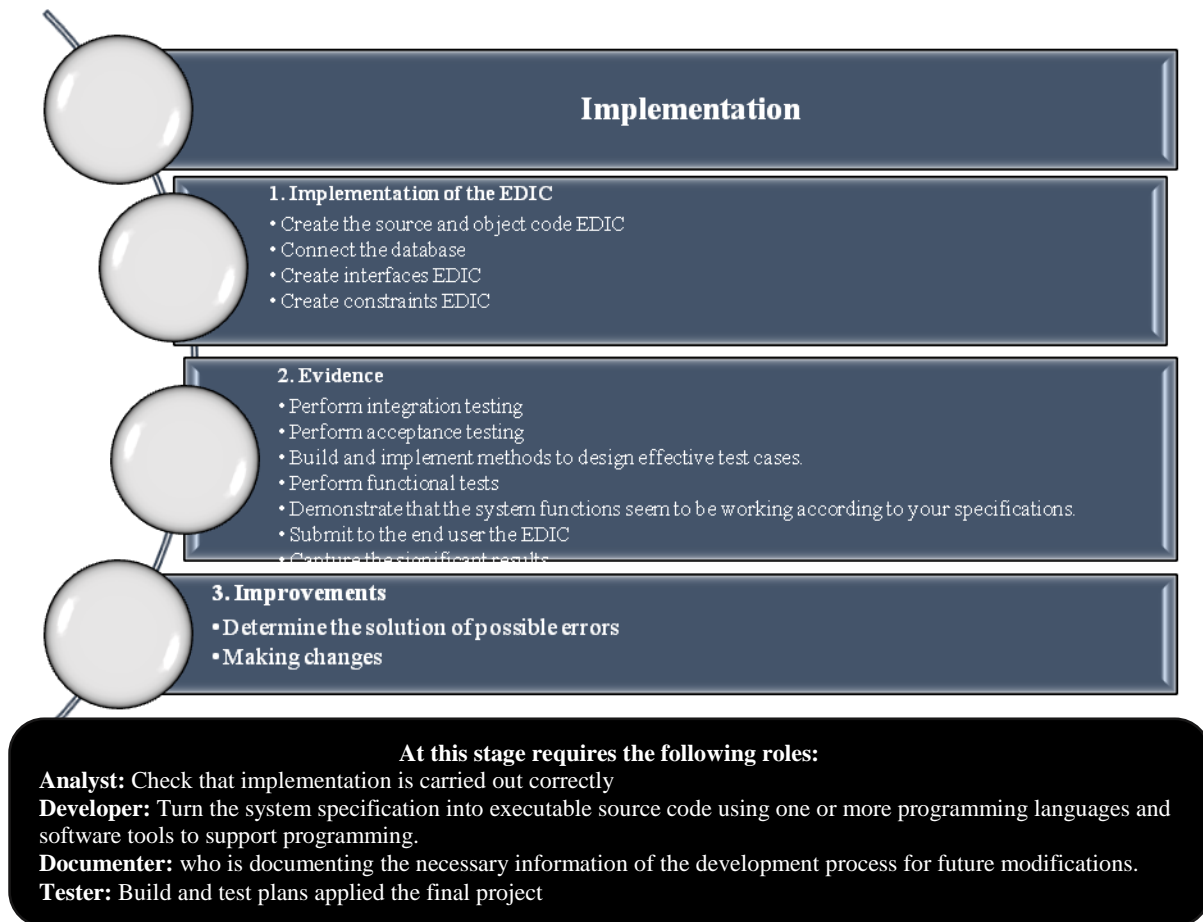 Implementation
1. Implementation of the EDIC
• Create the source and object code EDIC
• Connect the database
• Create interfaces EDIC
• Create constraints EDIC
2. Evidence
• Perform integration testing
• Perform acceptance testing
• Build and implement methods to design effective test cases.
• Perform functional tests
• Demonstrate that the system functions seem to be working according to your specifications.
• Submit to the end user the EDIC
• Capture the significant results
3. Improvements
• Determine the solution of possible errors
• Making changes
At this stage requires the following roles:
Analyst: Check that implementation is carried out correctly
Developer: Turn the system specification into executable source code using one or more programming languages and
software tools to support programming.
Documenter: who is documenting the necessary information of the development process for future modifications.
Tester: Build and test plans applied the final project